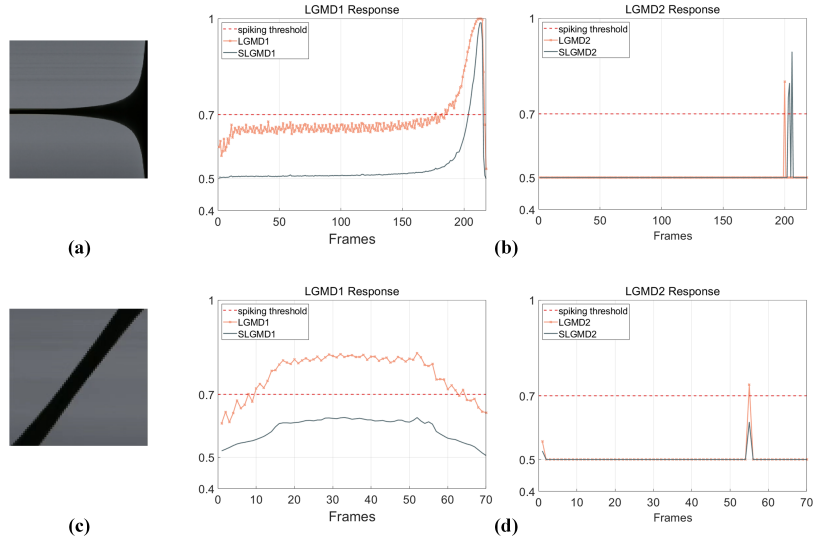 LGMD1 Response
1
0.7
0.5
0.4
spiking threshold
LGMD1
SLGMD1
0 50 100 150 200
Frames
LGMD2 Response
1
0.7
0.5
0.4
spiking threshold
LGMD2
SLGMD2
0 50 100 150 200
Frames
(a)
(b)
LGMD1 Response
1
0.7
0.5
0.4
spiking threshold
LGMD1
SLGMD1
0 10 20 30 40 50 60 70
Frames
LGMD2 Response
1
0.7
0.5
0.4
spiking threshold
LGMD2
SLGMD2
0 10 20 30 40 50 60 70
Frames
(c)
(d)